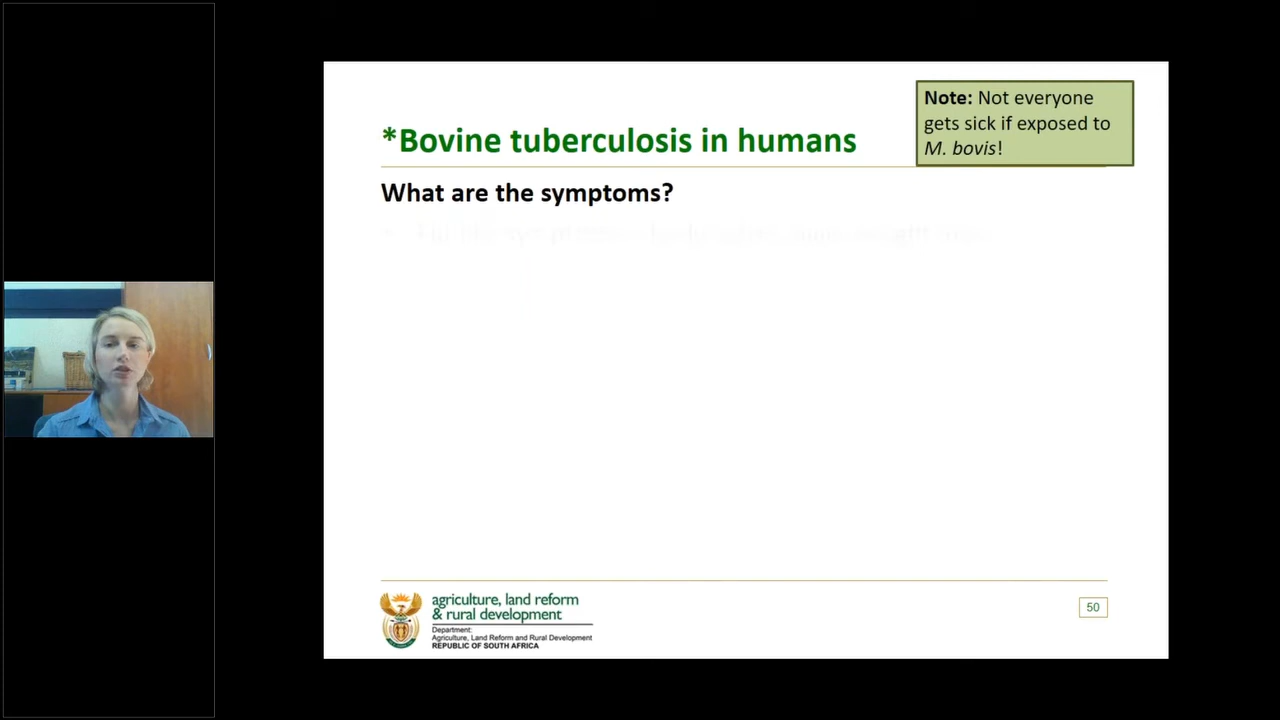 Note: Not everyone
gets sick if exposed to
M. bovis!
*Bovine tuberculosis in humans
What are the symptoms?
agriculture, land reform
& rural development
Department:
Agriculture, Land Reform and Rural Development
REPUBLIC OF SOUTH AFRICA
50